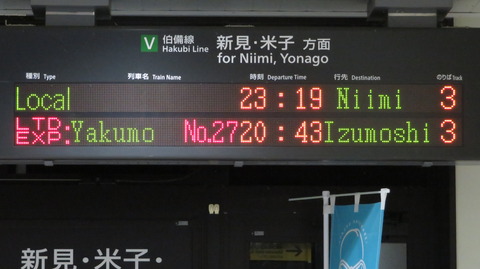 V 伯備線 新見・米子 方面
Hakubi Line for Niimi, Yonago
種別 Type 列車名 Train Name 時刻 Departure Time 行先 Destination のりば Track
Local 23:19 Niimi 3
LTD. EXP. Yakumo No.27 20:43 Izumoshi 3
新見・米子・